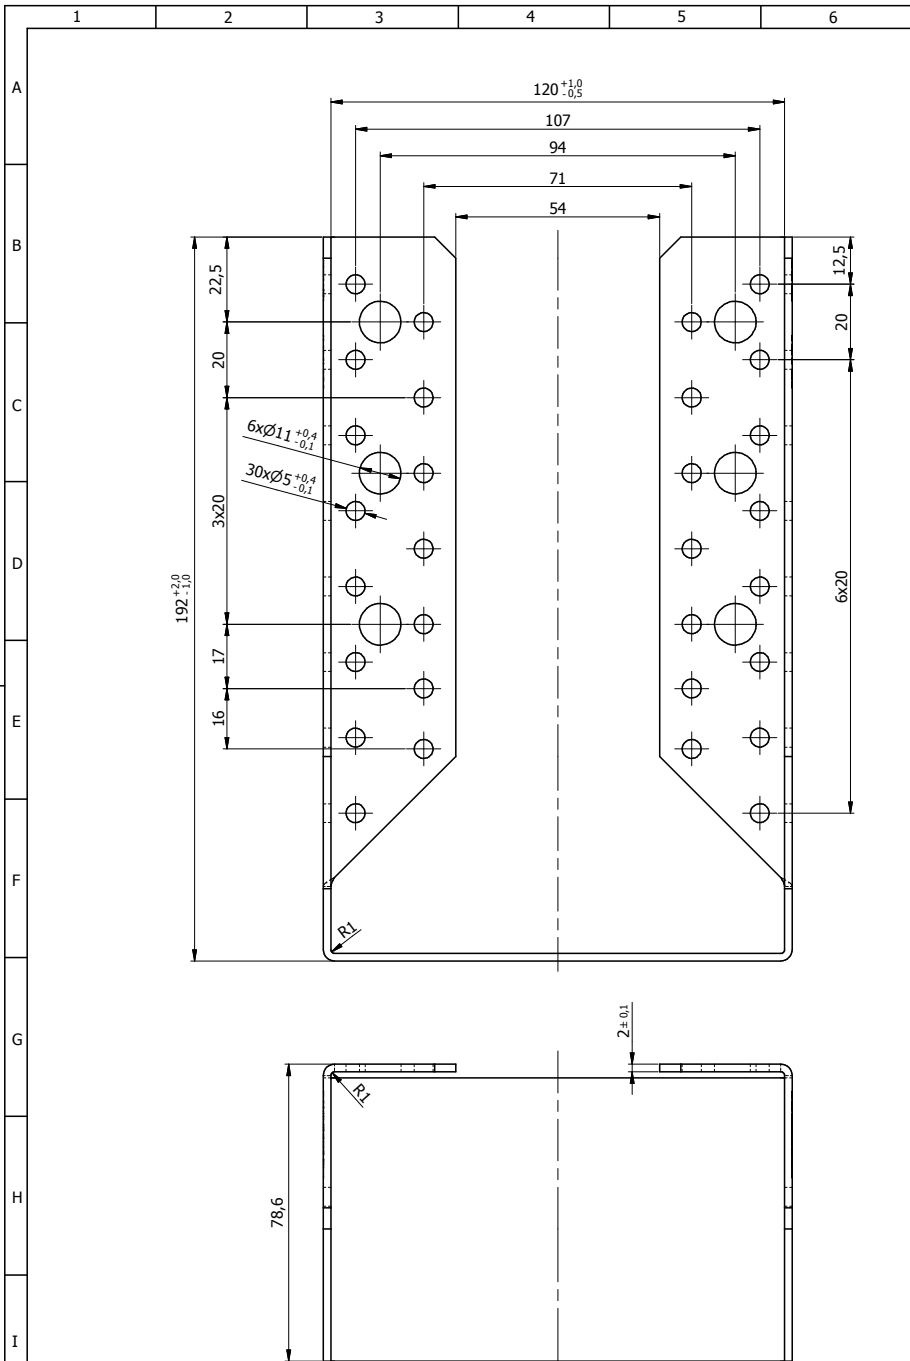 1 2 3 4 5 6
A
120 +1,0 -0,5
107
94
71
54
B
22,5
12,5
20
20
C
6xØ11 +0,4 -0,1
30xØ5 +0,4 -0,1
3x20
D
192 +2,0 -1,0
6x20
17
E
16
F
R1
G
2 ± 0,1
R1
H
78,6
I